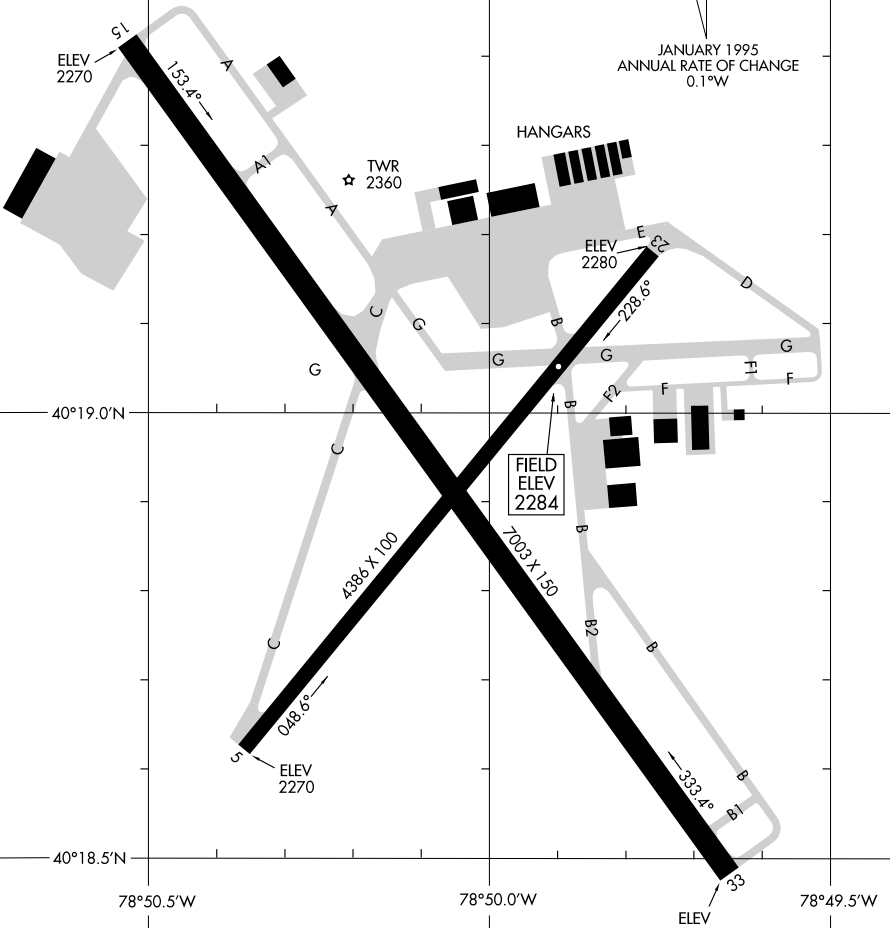 JANUARY 1995
ANNUAL RATE OF CHANGE
0.1°W
15
ELEV
2270
153.4°
A
A1
TWR
2360
A
HANGARS
E
23
ELEV
2280
228.6°
D
C
G
B
G
G
G
G
F1
F
F2
F
B
40°19.0'N
C
FIELD
ELEV
2284
B
7003 X 150
4386 X 100
B2
B
C
048.6°
5
ELEV
2270
333.4°
B
B1
40°18.5'N
33
ELEV
78°50.5'W
78°50.0'W
78°49.5'W